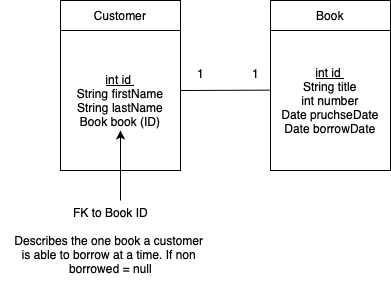 Customer
int id
String firstName
String lastName
Book book (ID)
1
1
Book
int id
String title
int number
Date pruchseDate
Date borrowDate
FK to Book ID
Describes the one book a customer
is able to borrow at a time. If non
borrowed = null